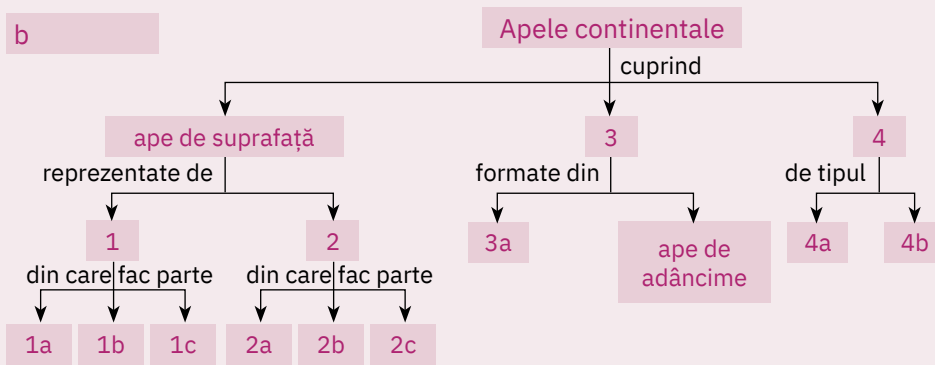 b
Apele continentale
cuprind
ape de suprafață
3
4
reprezentate de
formate din
de tipul
1
2
3a
ape de
adâncime
4a
4b
din care fac parte
din care fac parte
1a
1b
1c
2a
2b
2c